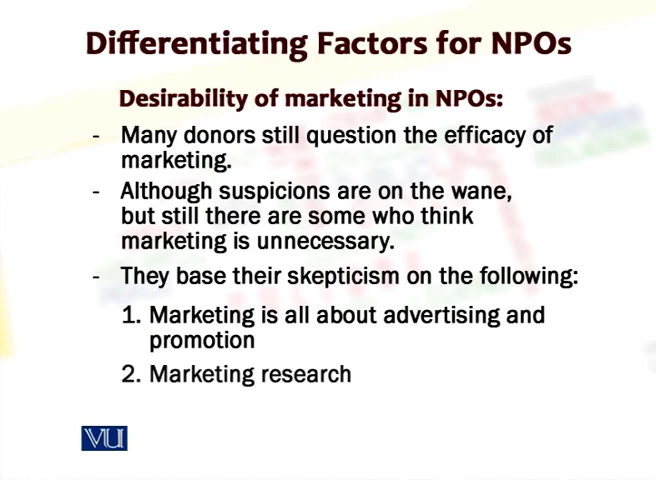 Differentiating Factors for NPOs
Desirability of marketing in NPOs:
- Many donors still question the efficacy of
marketing.
- Although suspicions are on the wane,
but still there are some who think
marketing is unnecessary.
- They base their skepticism on the following:
1. Marketing is all about advertising and
promotion
2. Marketing research
VU